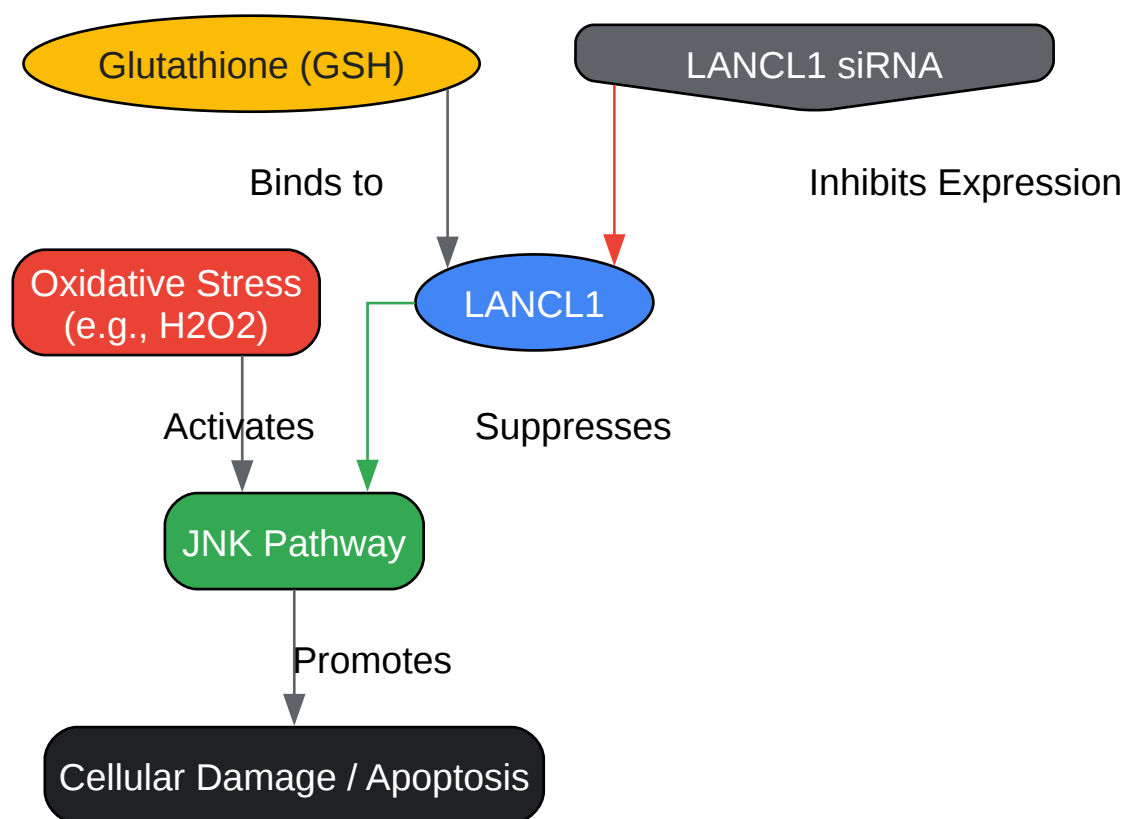 Glutathione (GSH)
LANCL1 siRNA
Binds to
Inhibits Expression
Oxidative Stress
(e.g., H2O2)
LANCL1
Activates
Suppresses
JNK Pathway
Promotes
Cellular Damage / Apoptosis